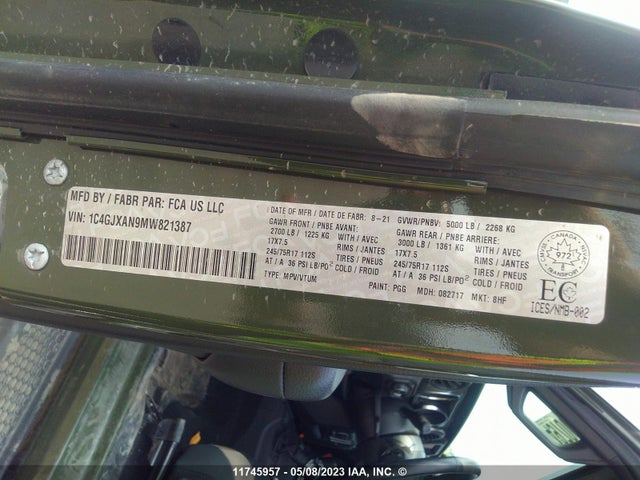 MFD BY / FABR PAR: FCA US LLC
VIN: 1C4GJXAN9MW821387
DATE OF MFR / DATE DE FABR: 8-21
GVWR/PNBV: 5000 LB / 2268 KG
GAWR FRONT / PNBE AVANT:
2700 LB / 1225 KG WITH / AVEC
17X7.5 RIMS / JANTES
245/75R17 112S TIRES / PNEUS
AT / A 36 PSI LB/PO² COLD / FROID
GAWR REAR / PNBE ARRIERE:
3000 LB / 1361 KG WITH / AVEC
17X7.5 RIMS / JANTES
245/75R17 112S TIRES / PNEUS
AT / A 36 PSI LB/PO² COLD / FROID
TYPE: MPV/VTUM
PAINT: PGG MDH: 082717 MKT: 8HF
CANADA
972
TRANSPORT
EC
ICES/NMB-002
11745957 - 05/08/2023 IAA, Inc.©